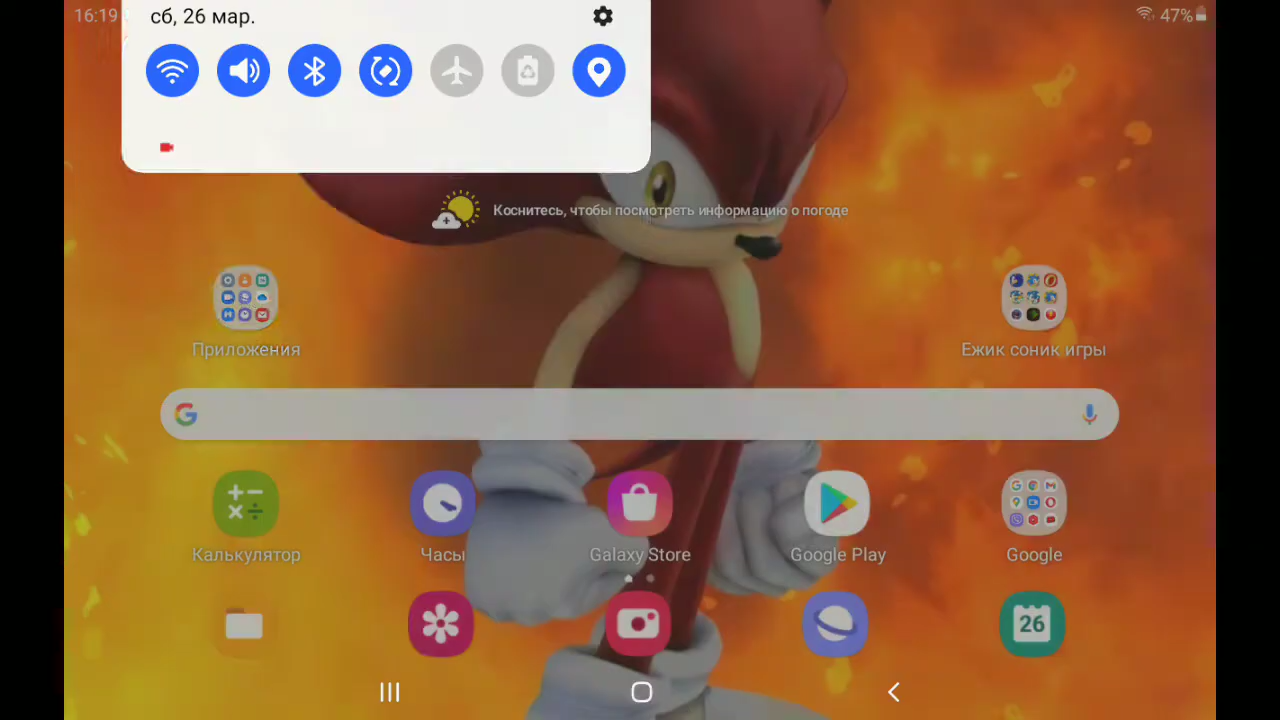 16:19
сб, 26 мар.
47%
Коснитесь, чтобы посмотреть информацию о погоде
Приложения
Ежик соник игры
Калькулятор
Часы
Galaxy Store
Google Play
Google
26